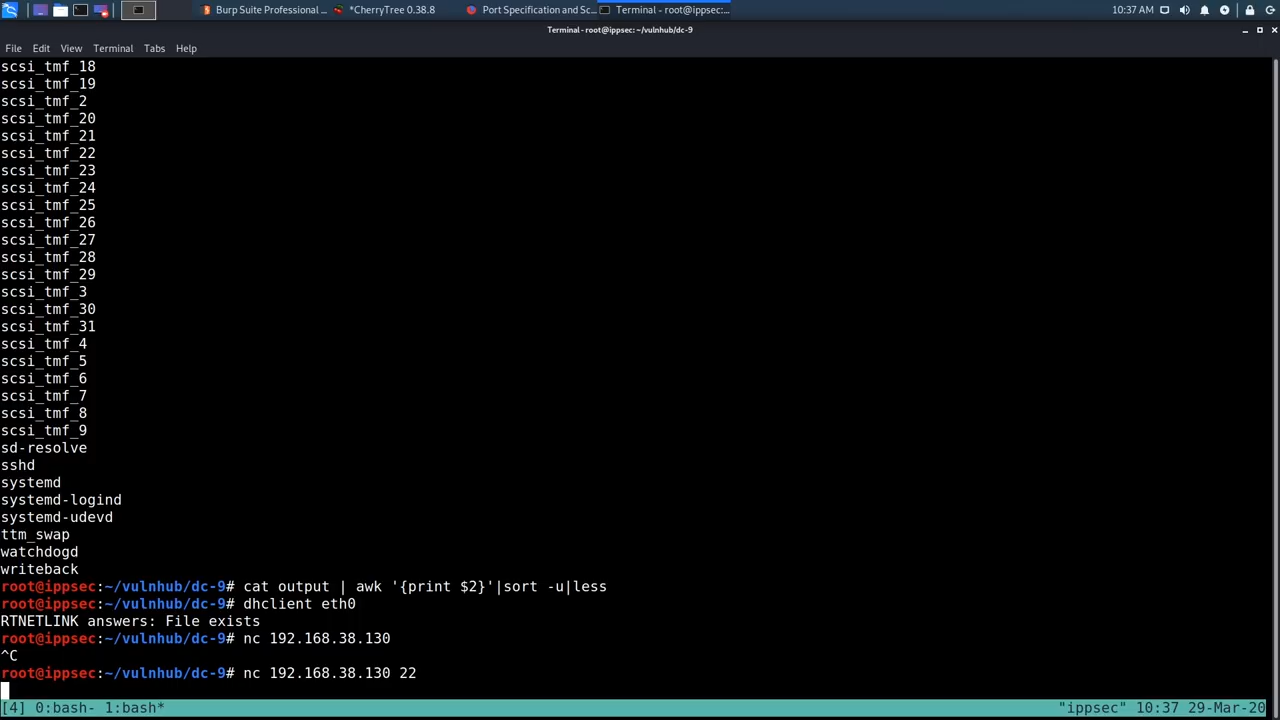 Burp Suite Professional ...
*CherryTree 0.38.8
Port Specification and Sc...
Terminal - root@ippsec:...
10:37 AM
Terminal - root@ippsec: ~/vulnhub/dc-9
File Edit View Terminal Tabs Help
scsi_tmf_18
scsi_tmf_19
scsi_tmf_2
scsi_tmf_20
scsi_tmf_21
scsi_tmf_22
scsi_tmf_23
scsi_tmf_24
scsi_tmf_25
scsi_tmf_26
scsi_tmf_27
scsi_tmf_28
scsi_tmf_29
scsi_tmf_3
scsi_tmf_30
scsi_tmf_31
scsi_tmf_4
scsi_tmf_5
scsi_tmf_6
scsi_tmf_7
scsi_tmf_8
scsi_tmf_9
sd-resolve
sshd
systemd
systemd-logind
systemd-udevd
ttm_swap
watchdogd
writeback
root@ippsec:~/vulnhub/dc-9# cat output | awk '{print $2}'|sort -u|less
root@ippsec:~/vulnhub/dc-9# dhclient eth0
RTNETLINK answers: File exists
root@ippsec:~/vulnhub/dc-9# nc 192.168.38.130
^C
root@ippsec:~/vulnhub/dc-9# nc 192.168.38.130 22
[4] 0:bash- 1:bash* "ippsec" 10:37 29-Mar-20